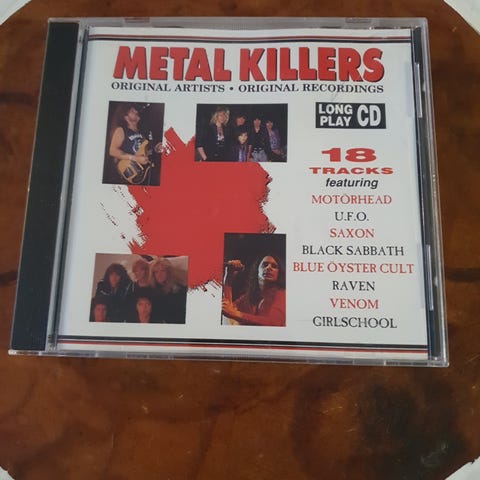 METAL KILLERS
ORIGINAL ARTISTS • ORIGINAL RECORDINGS
LONG PLAY CD
18
TRACKS
featuring
MOTÖRHEAD
U.F.O.
SAXON
BLACK SABBATH
BLUE ÖYSTER CULT
RAVEN
VENOM
GIRLSCHOOL